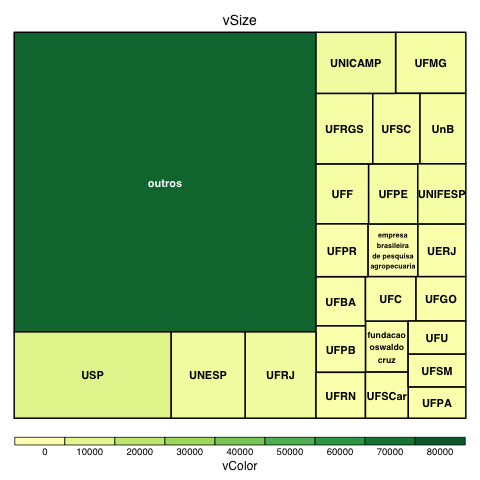 vSize
outros
USP
UNESP
UFRJ
UNICAMP
UFMG
UFRGS
UFSC
UnB
UFF
UFPE
UNIFESP
UFPR
empresa
brasileira
de pesquisa
agropecuaria
UERJ
UFBA
UFC
UFGO
UFPB
fundacao
oswaldo
cruz
UFU
UFSM
UFRN
UFSCar
UFPA
0 10000 20000 30000 40000 50000 60000 70000 80000
vColor